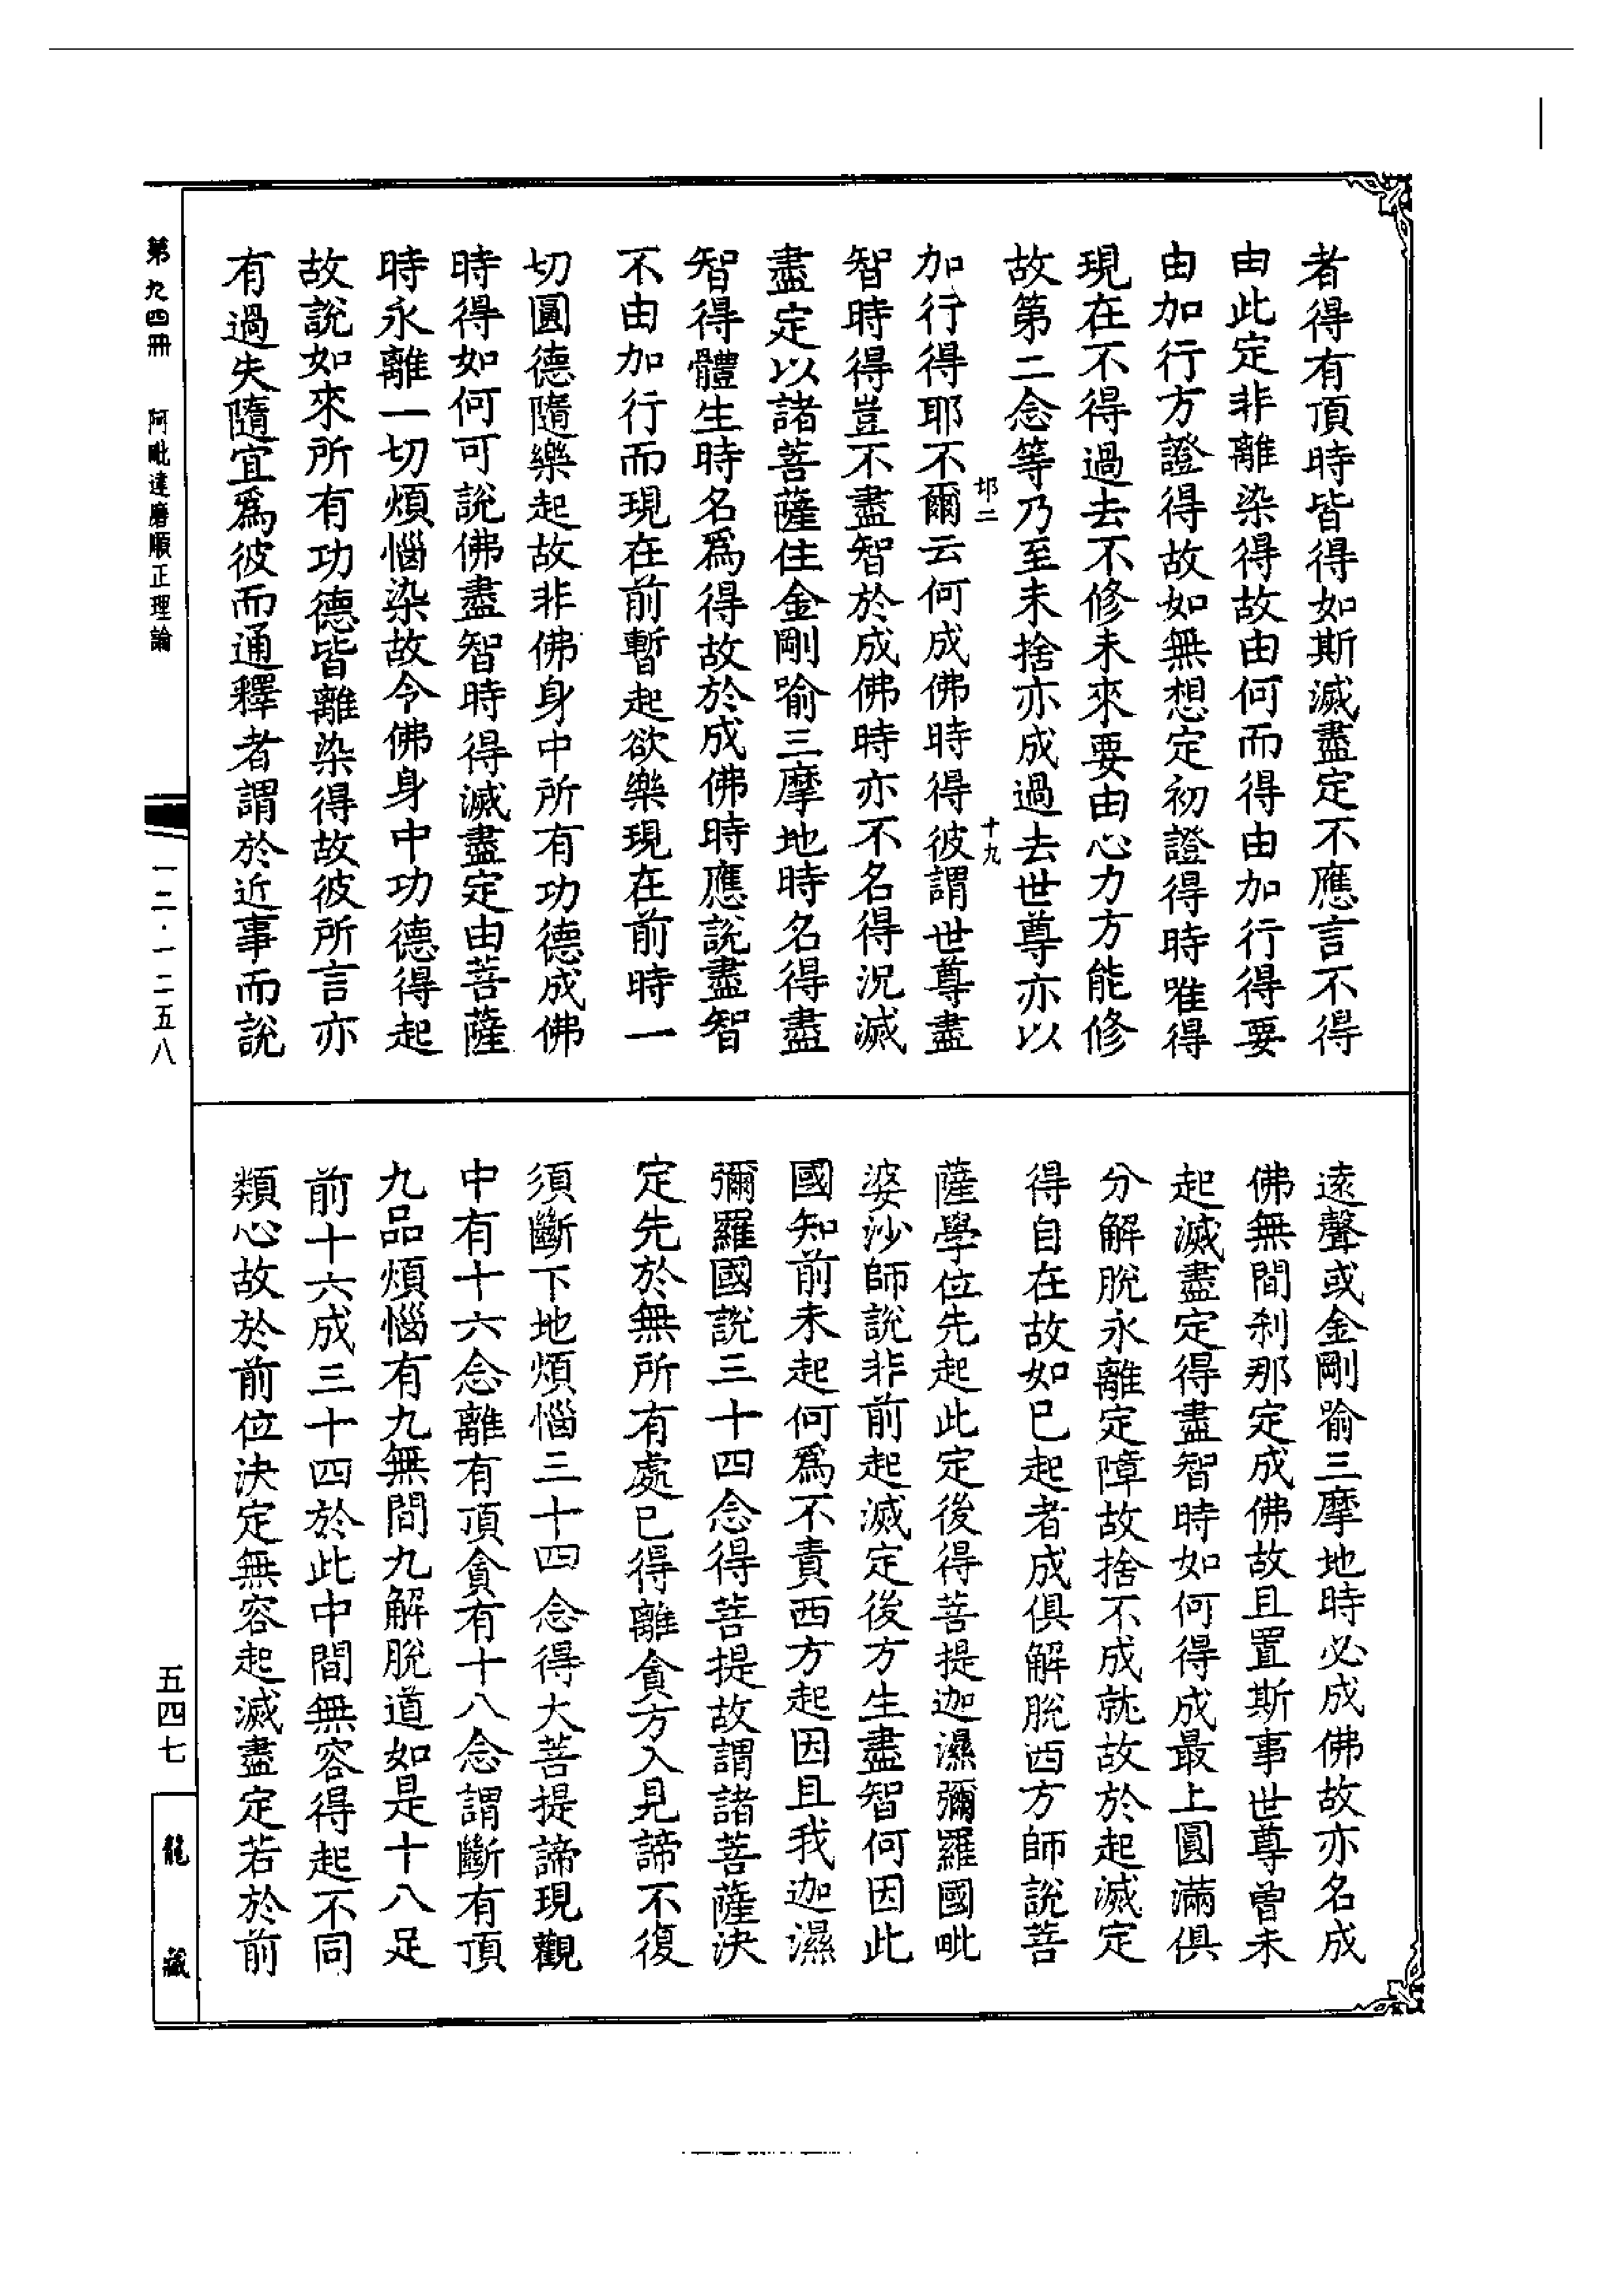 者得有頂時皆得如斯滅盡定不應言不得
由此定非離染得故由何而得由加行得要
由加行方證得故如無想定初證得時唯得
現在不得過去不修未來要由心力方能修
故第二念等乃至未捨亦成過去世尊亦以
加行得耶不爾云何成佛時得彼謂世尊盡
智時得豈不盡智於成佛時亦不名得況滅
盡定以諸菩薩住金剛喻三摩地時名得盡
智得體生時名爲得故於成佛時應說盡智
不由加行而現在前暫起欲樂現在前時一
切圓德隨樂起故非佛身中所有功德成佛
時得如何可說佛盡智時得滅盡定由菩薩
時永離一切煩惱染故令佛身中功德得起
故說如來所有功德皆離染得故彼所言亦
有過失隨宜爲彼而通釋者謂於近事而說
遠聲或金剛喻三摩地時必成佛故亦名成
佛無間刹那定成佛故且置斯事世尊曾未
起滅盡定得盡智時如何得成最上圓滿俱
分解脫永離定障故捨不成就故於起滅定
得自在故如已起者成俱解脫西方師說菩
薩學位先起此定後得菩提迦濕彌羅國毗
婆沙師說非前起滅定後方生盡智何因此
國知前未起何爲不責西方起因且我迦濕
彌羅國說三十四念得菩提故謂諸菩薩決
定先於無所有處已得離貪方入見諦不復
須斷下地煩惱三十四念得大菩提諦現觀
中有十六念離有頂貪有十八念謂斷有頂
九品煩惱有九無間九解脫道如是十八足
前十六成三十四於此中間無容得起不同
類心故於前位決定無容起滅盡定若於前
邶二
十九
第九四冊 阿毗達磨順正理論
一二·一二五八
五四七
龍藏